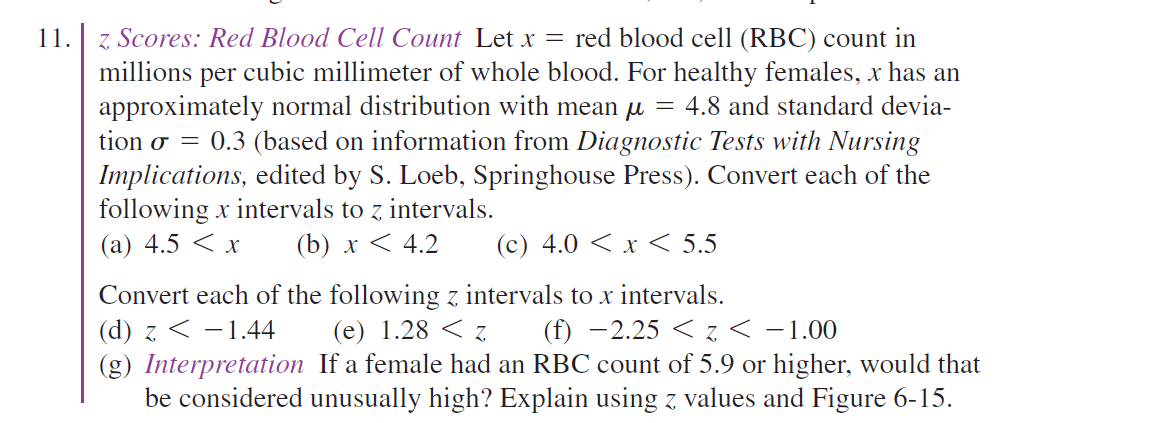 11. z Scores: Red Blood Cell Count Let x = red blood cell (RBC) count in
millions per cubic millimeter of whole blood. For healthy females, x has an
approximately normal distribution with mean μ = 4.8 and standard devia-
tion σ = 0.3 (based on information from Diagnostic Tests with Nursing
Implications, edited by S. Loeb, Springhouse Press). Convert each of the
following x intervals to z intervals.
(a) 4.5 < x (b) x < 4.2 (c) 4.0 < x < 5.5
Convert each of the following z intervals to x intervals.
(d) z < −1.44 (e) 1.28 < z (f) −2.25 < z < −1.00
(g) Interpretation If a female had an RBC count of 5.9 or higher, would that
be considered unusually high? Explain using z values and Figure 6-15.